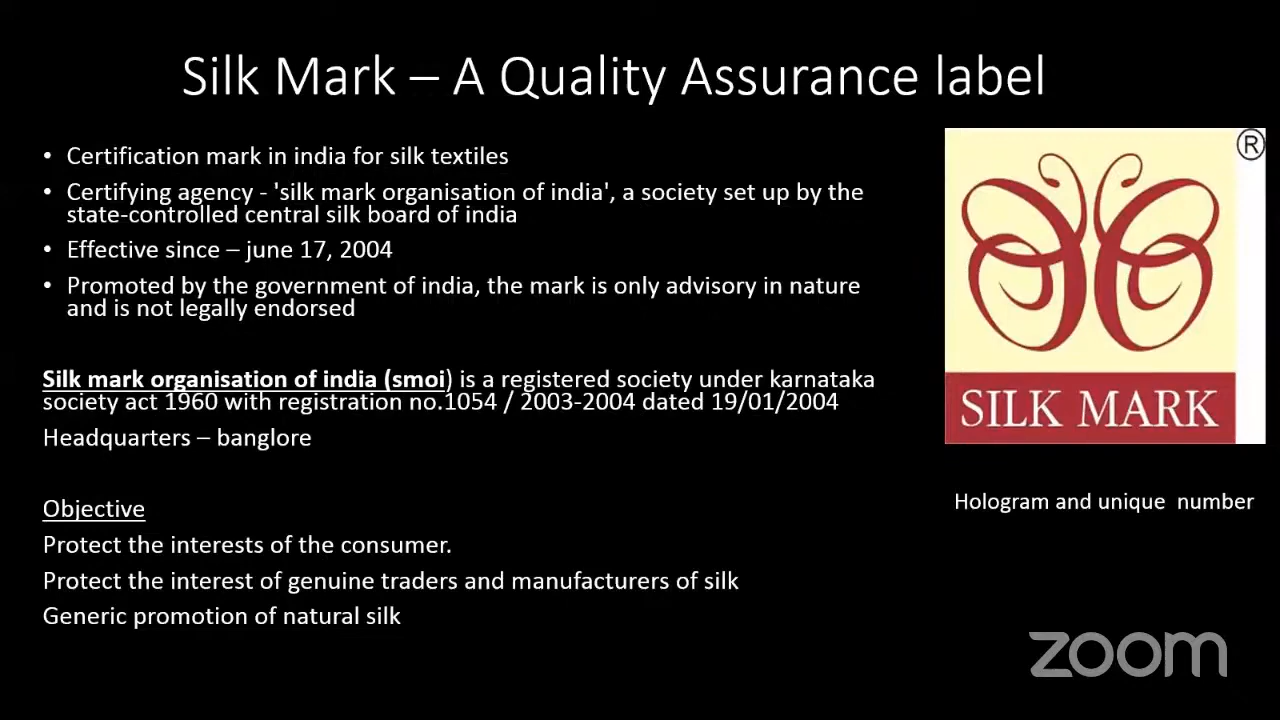 Silk Mark – A Quality Assurance label
• Certification mark in india for silk textiles
• Certifying agency - 'silk mark organisation of india', a society set up by the
state-controlled central silk board of india
• Effective since – june 17, 2004
• Promoted by the government of india, the mark is only advisory in nature
and is not legally endorsed
Silk mark organisation of india (smoi) is a registered society under karnataka
society act 1960 with registration no.1054 / 2003-2004 dated 19/01/2004
Headquarters – banglore
Objective
Protect the interests of the consumer.
Protect the interest of genuine traders and manufacturers of silk
Generic promotion of natural silk
®
SILK MARK
Hologram and unique number
zoom